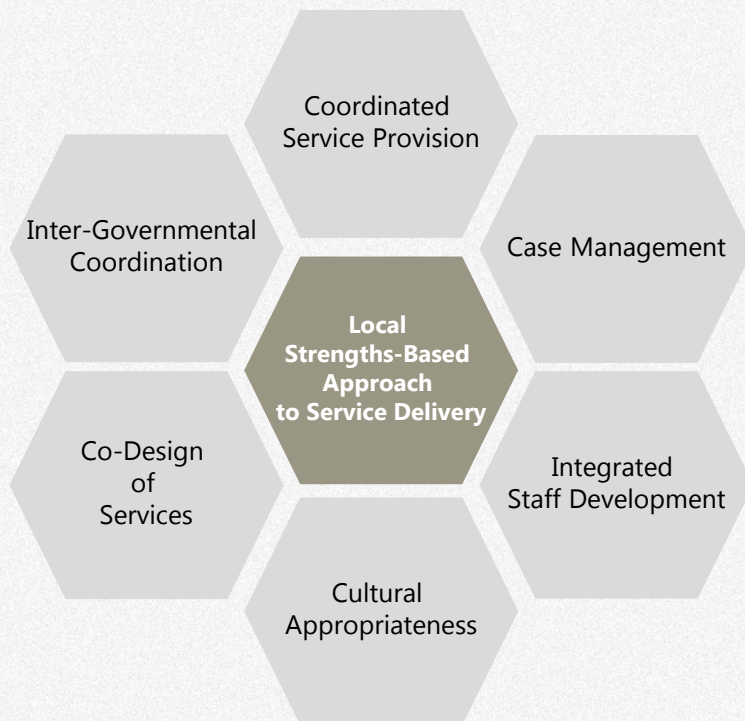 Coordinated
Service Provision
Inter-Governmental
Coordination
Case Management
Local
Strengths-Based
Approach
to Service Delivery
Co-Design
of
Services
Integrated
Staff Development
Cultural
Appropriateness